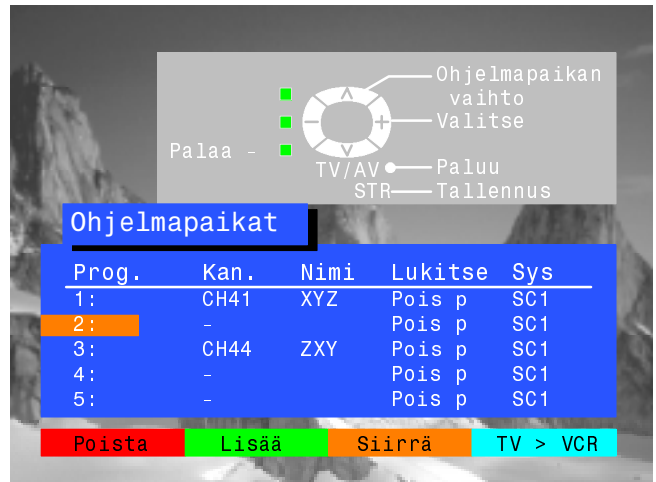 Ohjelmapaikan
vaihto
Valitse
Palaa -
TV/AV Paluu
STR Tallennus
Ohjelmapaikat
Prog. Kan. Nimi Lukitse Sys
1: CH41 XYZ Pois p SC1
2: - Pois p SC1
3: CH44 ZXY Pois p SC1
4: - Pois p SC1
5: - Pois p SC1
Poista Lisää Siirrä TV > VCR